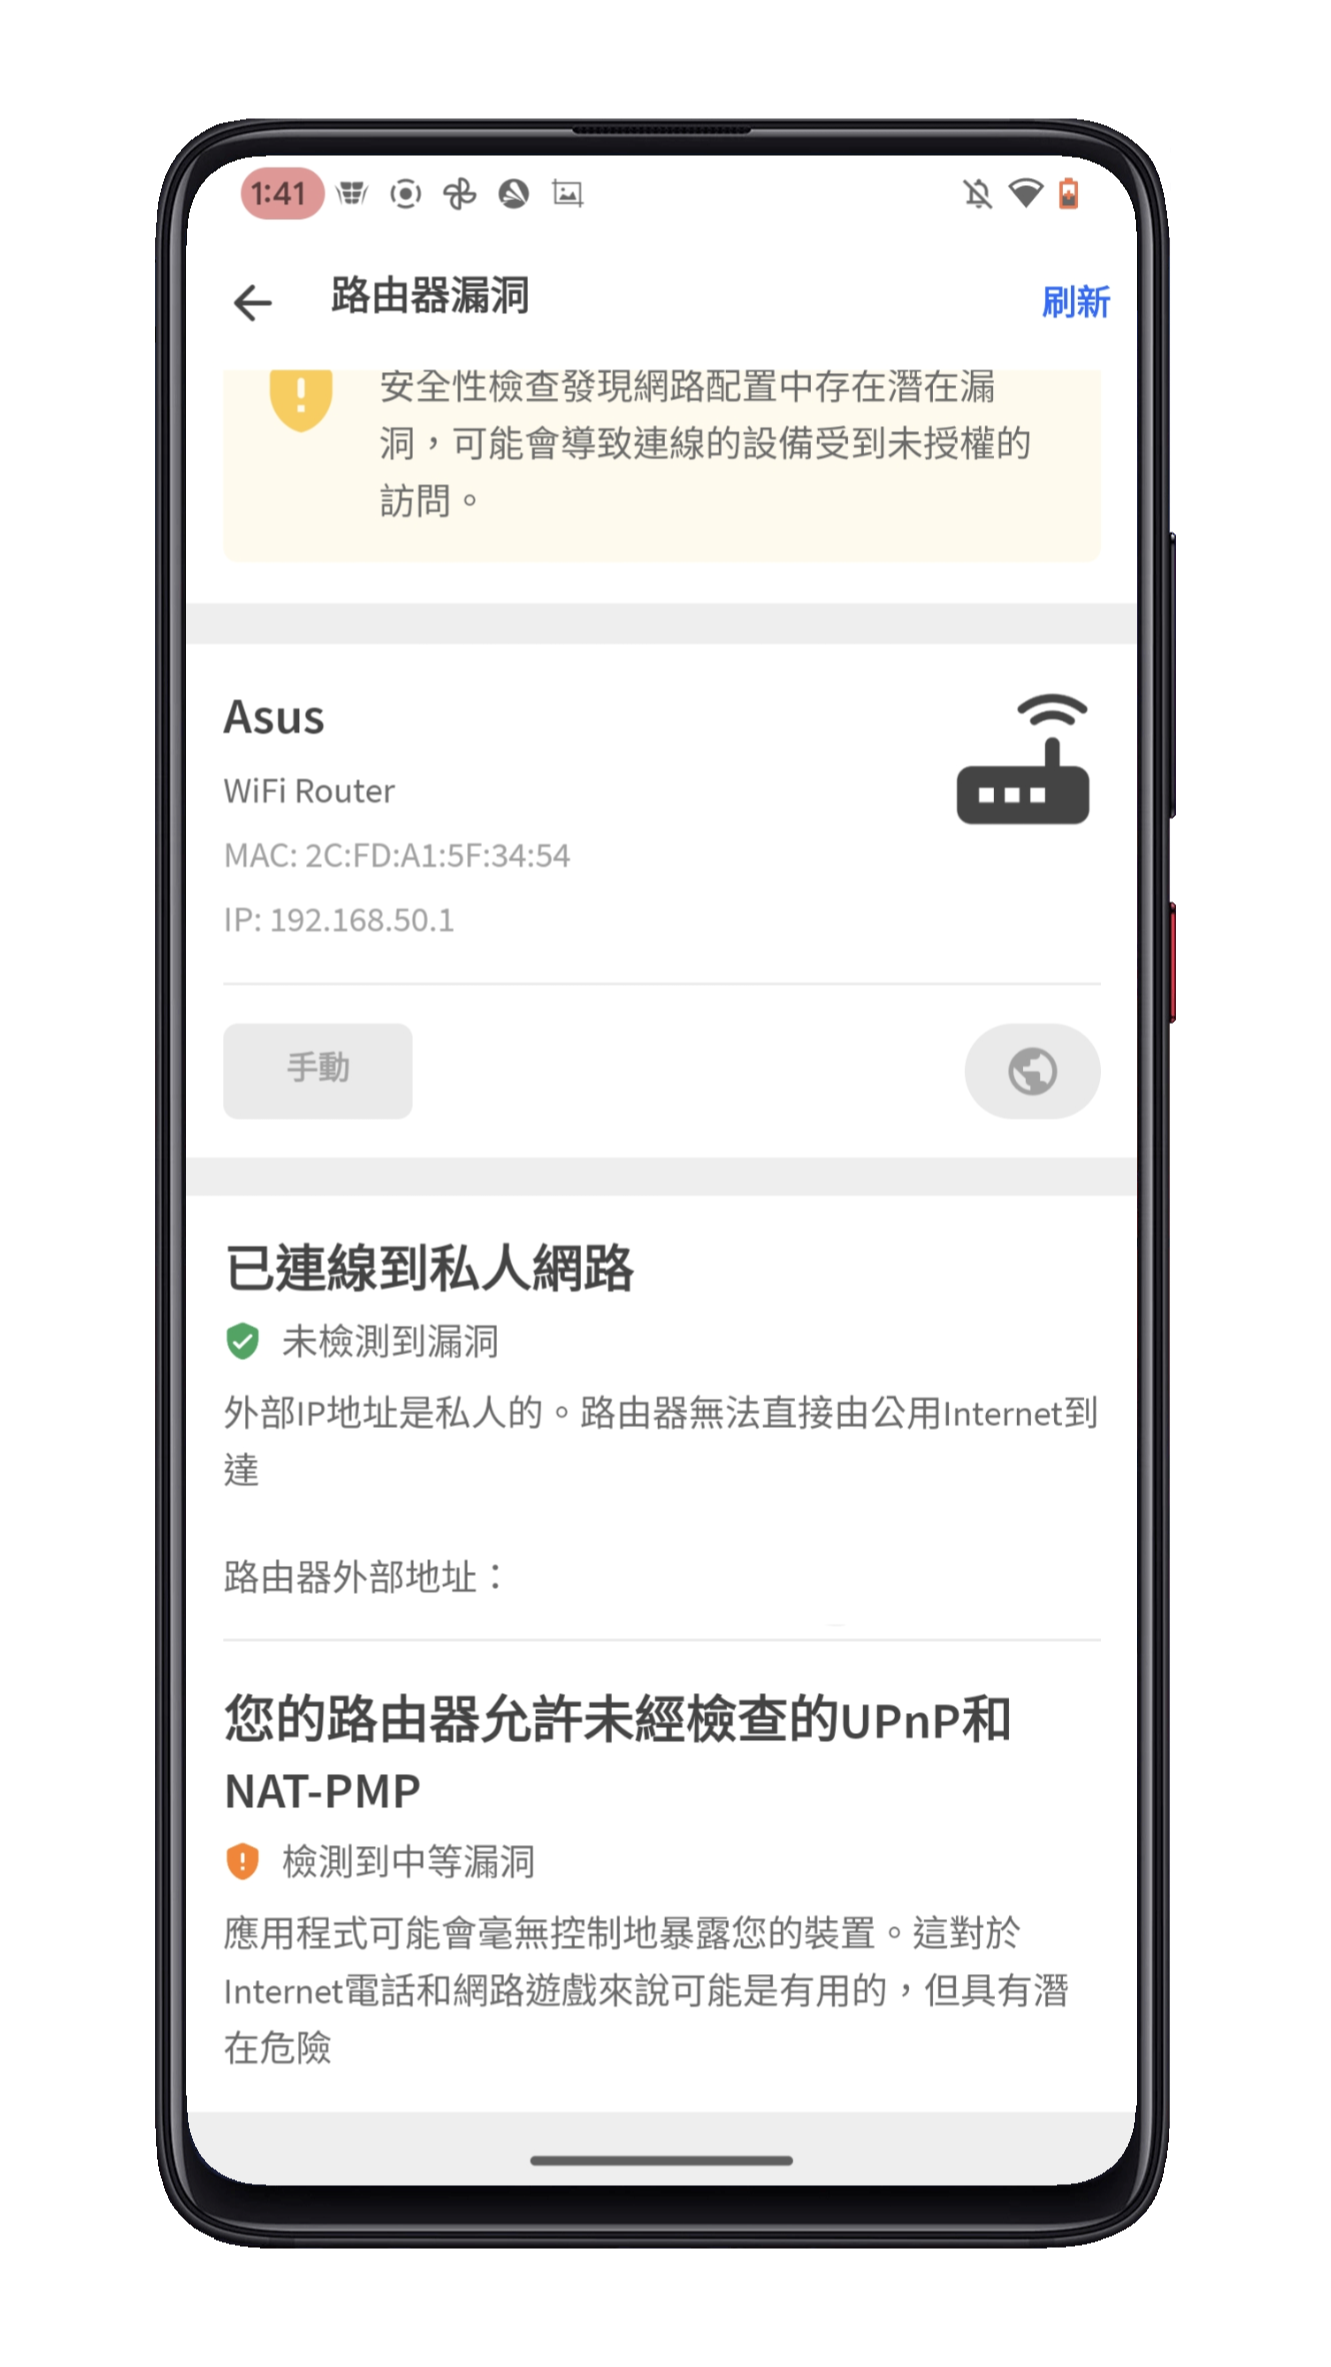 1:41
路由器漏洞
刷新
安全性檢查發現網路配置中存在潛在漏
洞，可能會導致連線的設備受到未授權的
訪問。
Asus
WiFi Router
MAC: 2C:FD:A1:5F:34:54
IP: 192.168.50.1
手動
已連線到私人網路
未檢測到漏洞
外部IP地址是私人的。路由器無法直接由公用Internet到
達
路由器外部地址：
您的路由器允許未經檢查的UPnP和
NAT-PMP
檢測到中等漏洞
應用程式可能會毫無控制地暴露您的裝置。這對於
Internet電話和網路遊戲來說可能是有用的，但具有潛
在危險